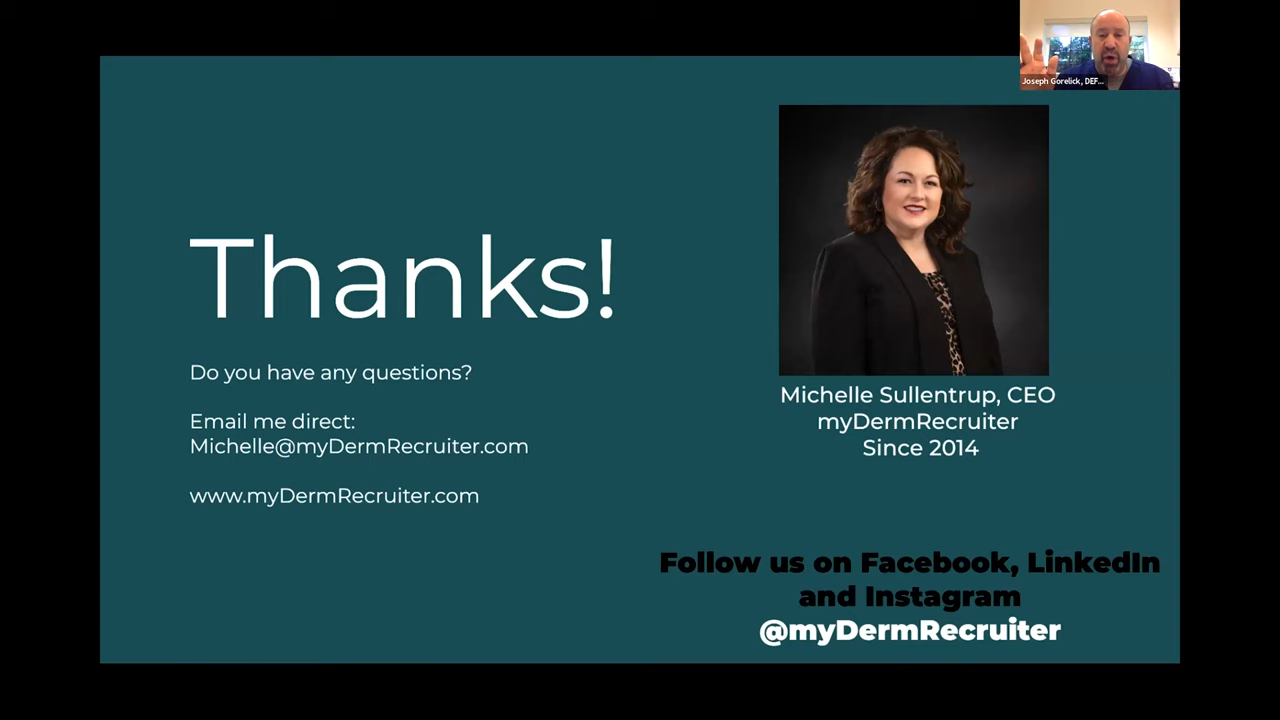 Joseph Gorelick, DEF...
Thanks!
Do you have any questions?
Email me direct:
Michelle@myDermRecruiter.com
www.myDermRecruiter.com
Michelle Sullentrup, CEO
myDermRecruiter
Since 2014
Follow us on Facebook, LinkedIn
and Instagram
@myDermRecruiter